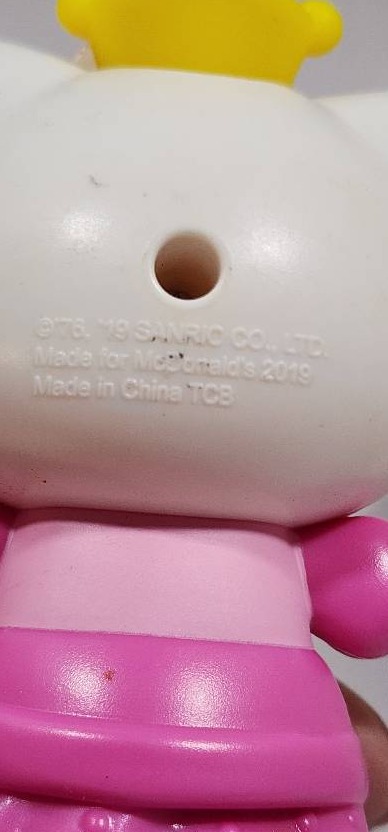 ©'76, '19 SANRIO CO., LTD.
Made for McDonald's 2019
Made in China TCB